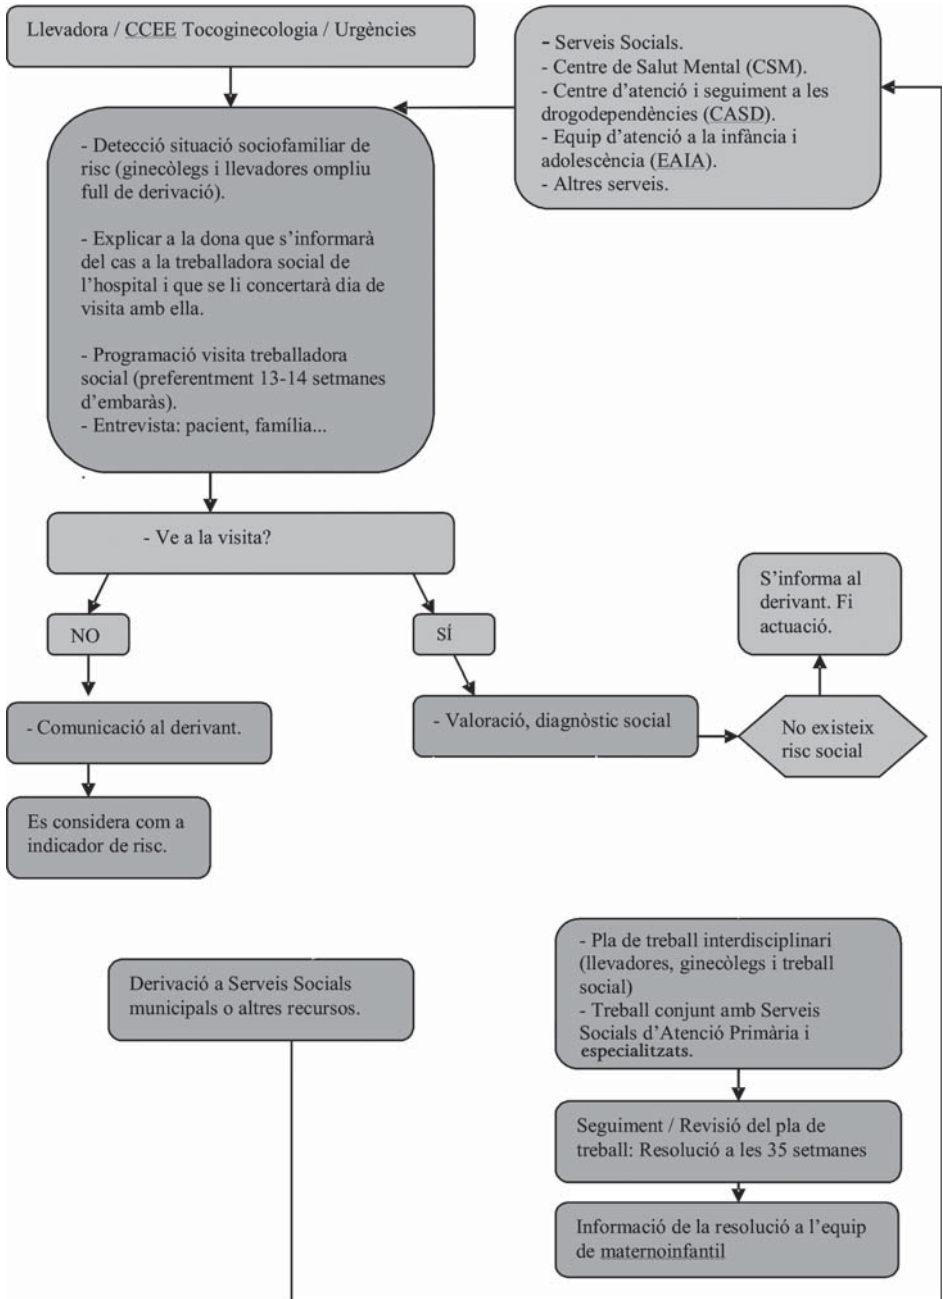 Llevadora / CCEE Tocoginecologia / Urgències
- Serveis Socials.
- Centre de Salut Mental (CSM).
- Centre d'atenció i seguiment a les
drogodependències (CASD).
- Equip d'atenció a la infància i
adolescència (EAIA).
- Altres serveis.
- Detecció situació sociofamiliar de
risc (ginecòlegs i llevadores ompliu
full de derivació).
- Explicar a la dona que s'informarà
del cas a la treballadora social de
l'hospital i que se li concertarà dia de
visita amb ella.
- Programació visita treballadora
social (preferentment 13-14 setmanes
d'embaràs).
- Entrevista: pacient, família...
- Ve a la visita?
NO
SÍ
S'informa al
derivant. Fi
actuació.
- Comunicació al derivant.
- Valoració, diagnòstic social
No existeix
risc social
Es considera com a
indicador de risc.
Derivació a Serveis Socials
municipals o altres recursos.
- Pla de treball interdisciplinari
(llevadores, ginecòlegs i treball
social)
- Treball conjunt amb Serveis
Socials d'Atenció Primària i
especialitzats.
Seguiment / Revisió del pla de
treball: Resolució a les 35 setmanes
Informació de la resolució a l'equip
de maternoinfantil